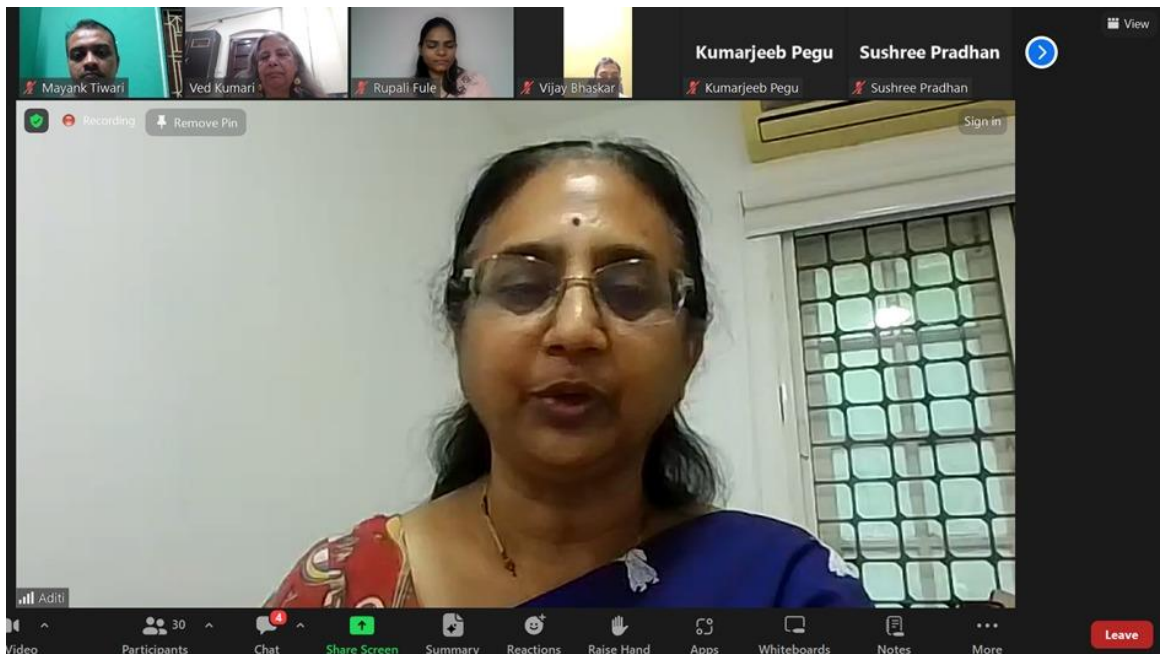 Kumarjeeb Pegu
Sushree Pradhan
View
Mayank Tiwari
Ved Kumari
Rupali Fule
Vijay Bhaskar
Kumarjeeb Pegu
Sushree Pradhan
Recording
Remove Pin
Sign in
Aditi
30
4
Video
Participants
Chat
Share Screen
Summary
Reactions
Raise Hand
Apps
Whiteboards
Notes
More
Leave